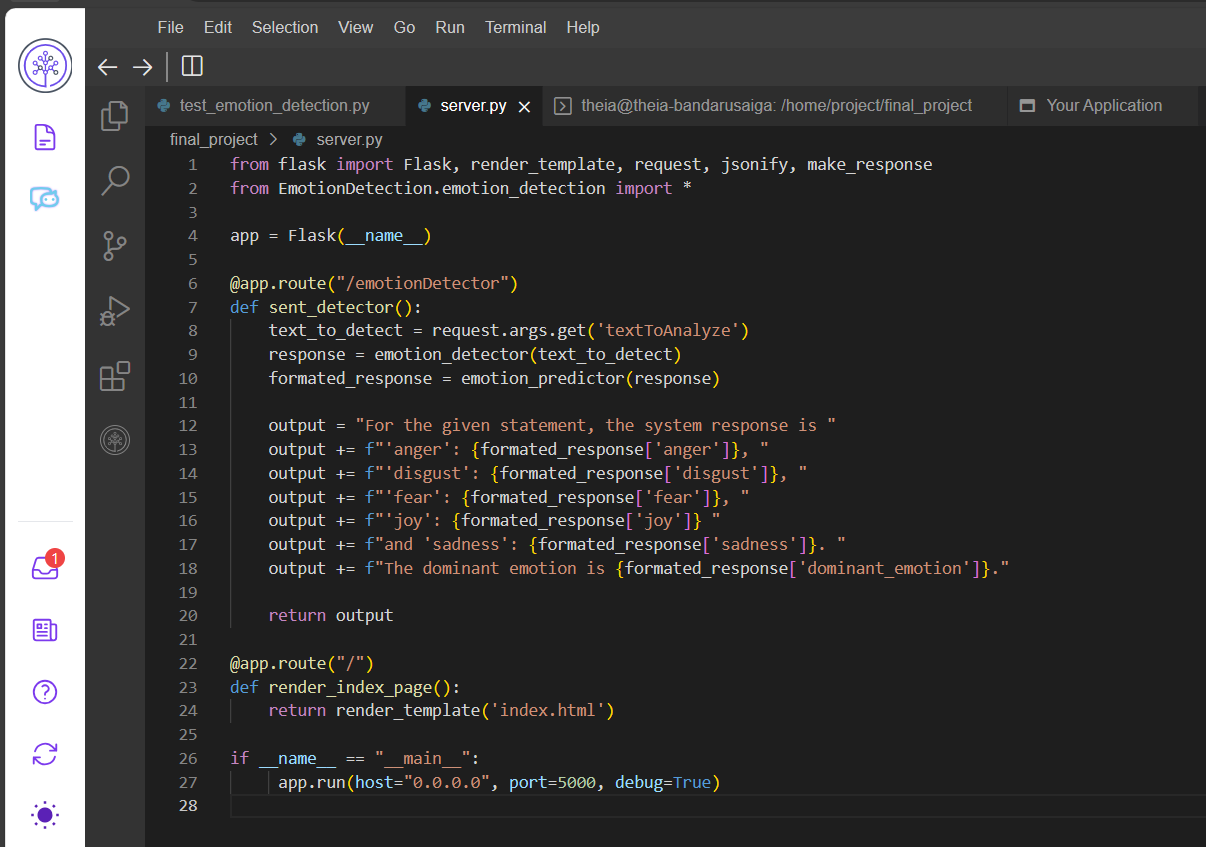 File Edit Selection View Go Run Terminal Help
test_emotion_detection.py server.py theia@theia-bandarusaiga: /home/project/final_project Your Application
final_project > server.py
1 from flask import Flask, render_template, request, jsonify, make_response
2 from EmotionDetection.emotion_detection import *
3
4 app = Flask(__name__)
5
6 @app.route("/emotionDetector")
7 def sent_detector():
8     text_to_detect = request.args.get('textToAnalyze')
9     response = emotion_detector(text_to_detect)
10     formated_response = emotion_predictor(response)
11
12     output = "For the given statement, the system response is "
13     output += f"'anger': {formated_response['anger']}, "
14     output += f"'disgust': {formated_response['disgust']}, "
15     output += f"'fear': {formated_response['fear']}, "
16     output += f"'joy': {formated_response['joy']} "
17     output += f"and 'sadness': {formated_response['sadness']}. "
18     output += f"The dominant emotion is {formated_response['dominant_emotion']}."
19
20     return output
21
22 @app.route("/")
23 def render_index_page():
24     return render_template('index.html')
25
26 if __name__ == "__main__":
27      app.run(host="0.0.0.0", port=5000, debug=True)
28
1